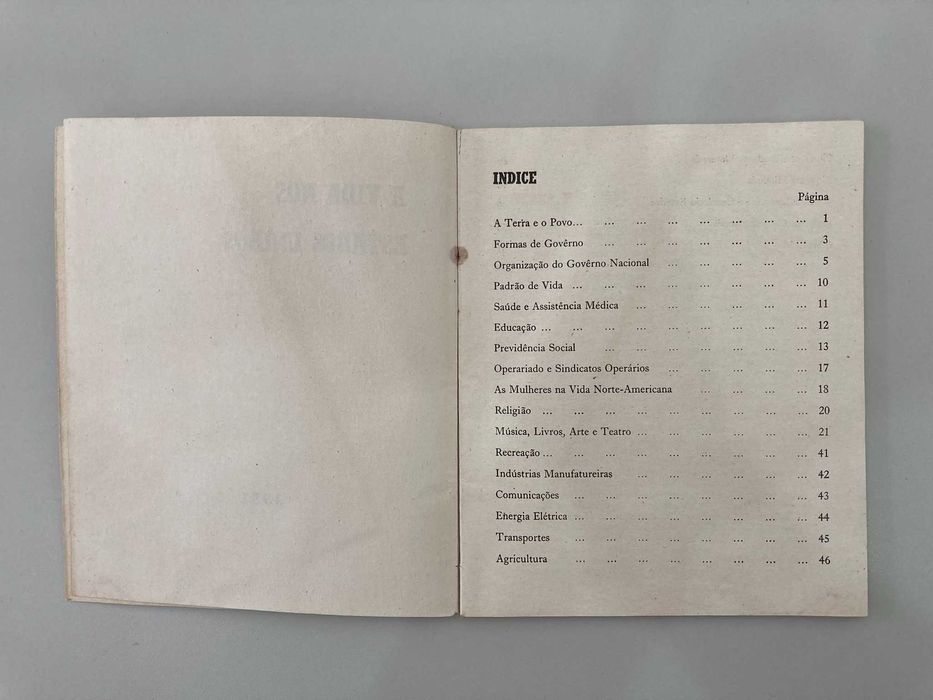 INDICE
Página
A Terra e o Povo... ... ... ... ... ... ... ... 1
Formas de Govêrno ... ... ... ... ... ... ... 3
Organização do Govêrno Nacional ... ... ... ... ... 5
Padrão de Vida ... ... ... ... ... ... ... ... 10
Saúde e Assistência Médica ... ... ... ... ... ... 11
Educação ... ... ... ... ... ... ... ... ... 12
Previdência Social ... ... ... ... ... ... ... 13
Operariado e Sindicatos Operários ... ... ... ... ... 17
As Mulheres na Vida Norte-Americana ... ... ... ... 18
Religião ... ... ... ... ... ... ... ... ... 20
Música, Livros, Arte e Teatro ... ... ... ... ... ... 21
Recreação ... ... ... ... ... ... ... ... ... 41
Indústrias Manufatureiras ... ... ... ... ... ... 42
Comunicações ... ... ... ... ... ... ... ... 43
Energia Elétrica ... ... ... ... ... ... ... ... 44
Transportes ... ... ... ... ... ... ... ... 45
Agricultura ... ... ... ... ... ... ... ... 46